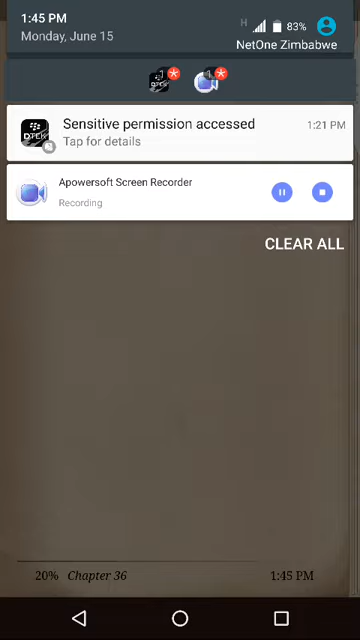 1:45 PM
Monday, June 15
H
83%
NetOne Zimbabwe
DTEK
Sensitive permission accessed
1:21 PM
Tap for details
Apowersoft Screen Recorder
Recording
CLEAR ALL
20% Chapter 36
1:45 PM